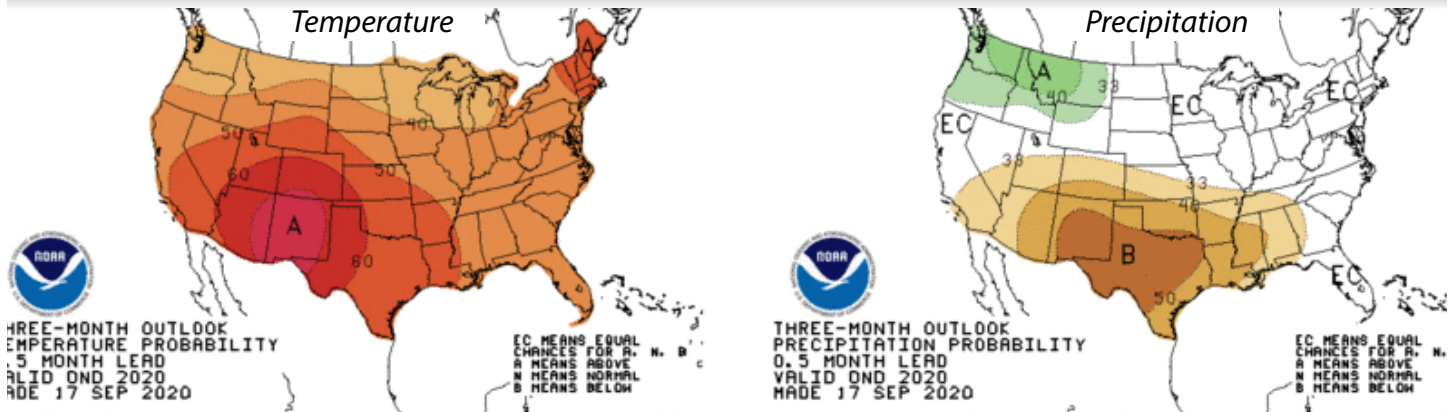 Temperature
A
50
40
50
60
A
60
NOAA
HREE-MONTH OUTLOOK
EMPERATURE PROBABILITY
.5 MONTH LEAD
ALID OND 2020
ADE 17 SEP 2020
EC MEANS EQUAL
CHANCES FOR A, N, B
A MEANS ABOVE
N MEANS NORMAL
B MEANS BELOW
Precipitation
A
33
40
EC
EC
EC
33
33
40
B
EC
50
NOAA
THREE-MONTH OUTLOOK
PRECIPITATION PROBABILITY
0.5 MONTH LEAD
VALID OND 2020
MADE 17 SEP 2020
EC MEANS EQUAL
CHANCES FOR A, N,
A MEANS ABOVE
N MEANS NORMAL
B MEANS BELOW